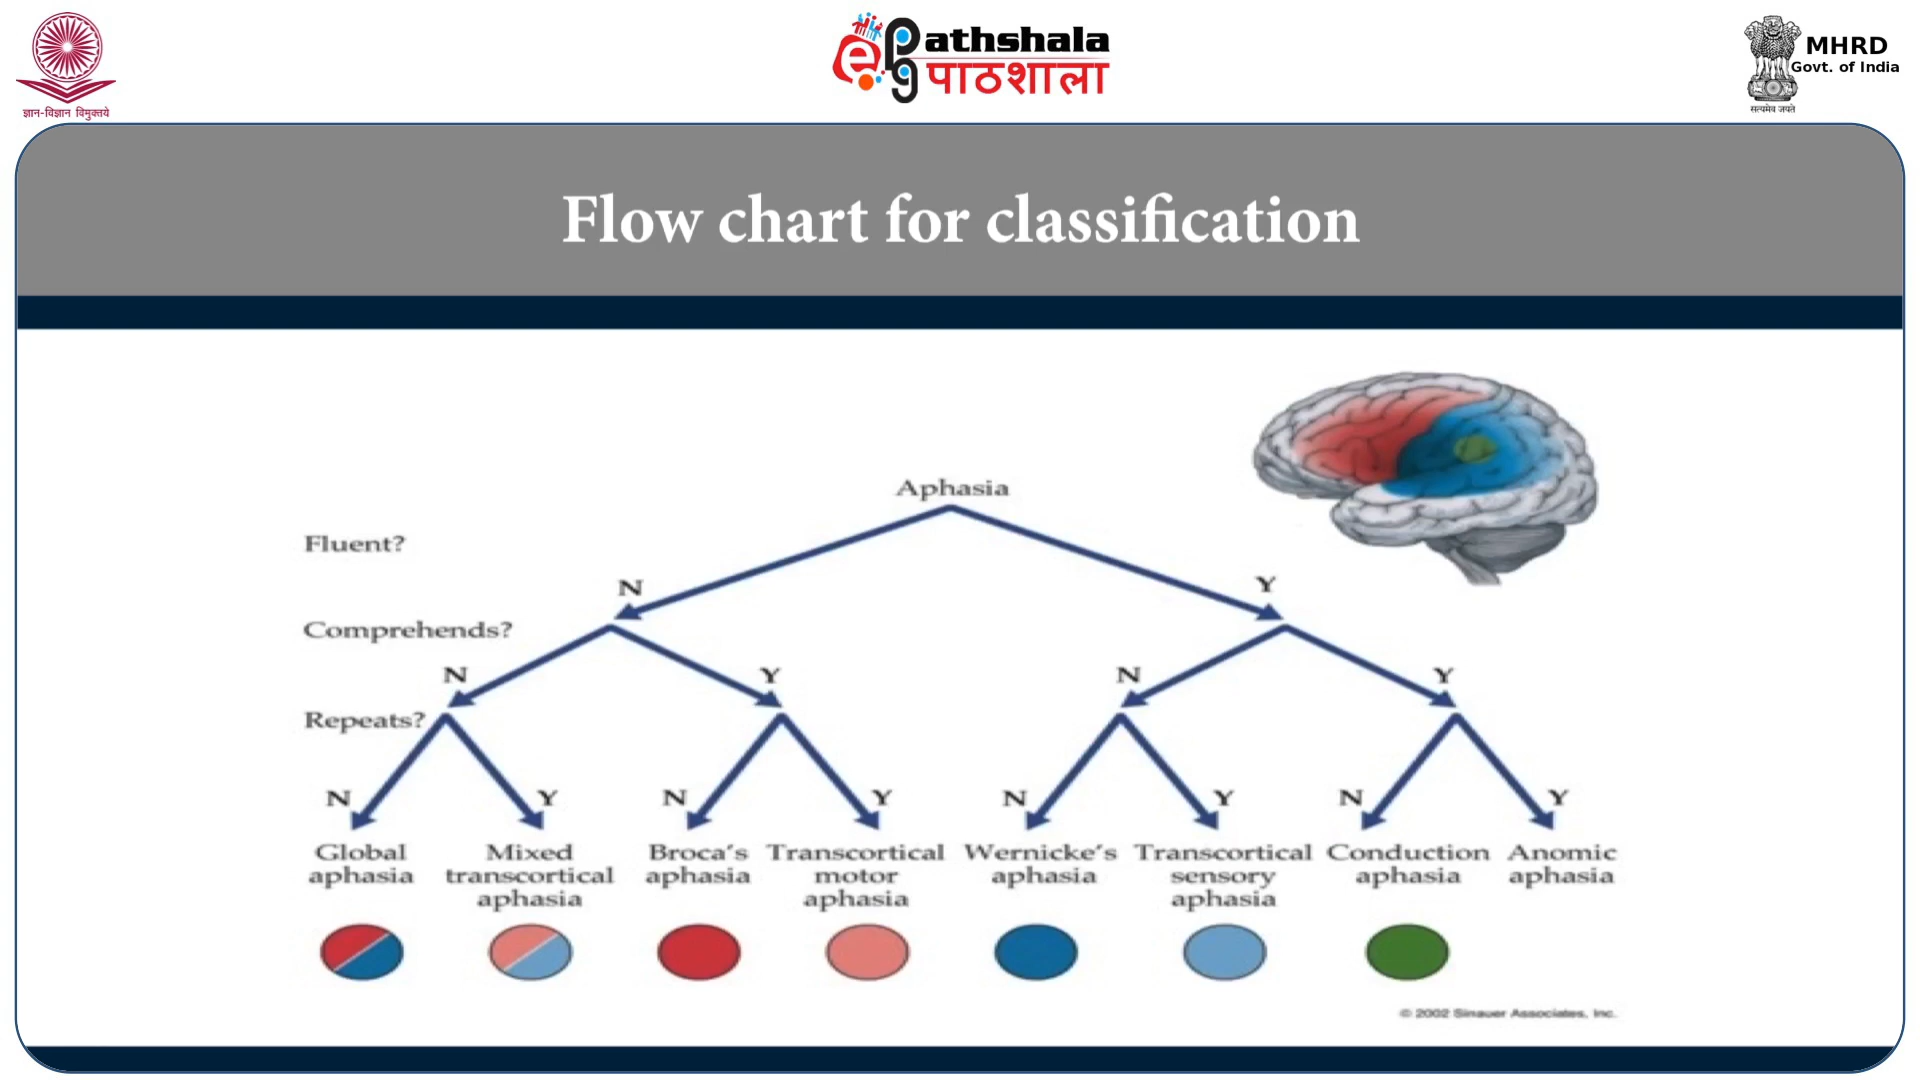 ज्ञान-विज्ञान विमुक्तये
ePathshala
पाठशाला
MHRD
Govt. of India
सत्यमेव जयते
Flow chart for classification
Aphasia
Fluent?
N Y
Comprehends?
N Y N Y
Repeats?
N Y N Y N Y N Y
Global aphasia
Mixed transcortical aphasia
Broca's aphasia
Transcortical motor aphasia
Wernicke's aphasia
Transcortical sensory aphasia
Conduction aphasia
Anomic aphasia
© 2002 Sinauer Associates, Inc.